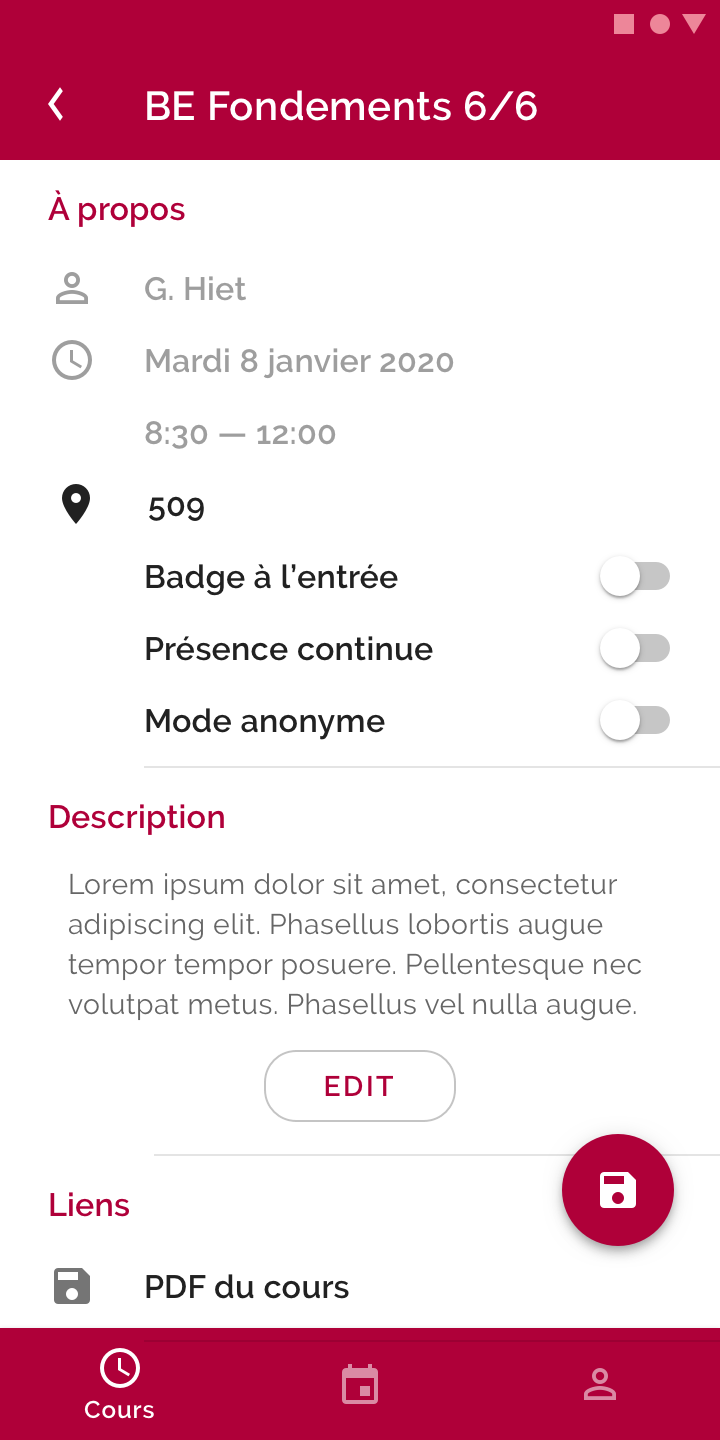 BE Fondements 6/6
À propos
G. Hiet
Mardi 8 janvier 2020
8:30 — 12:00
509
Badge à l’entrée
Présence continue
Mode anonyme
Description
Lorem ipsum dolor sit amet, consectetur
adipiscing elit. Phasellus lobortis augue
tempor tempor posuere. Pellentesque nec
volutpat metus. Phasellus vel nulla augue.
EDIT
Liens
PDF du cours
Cours